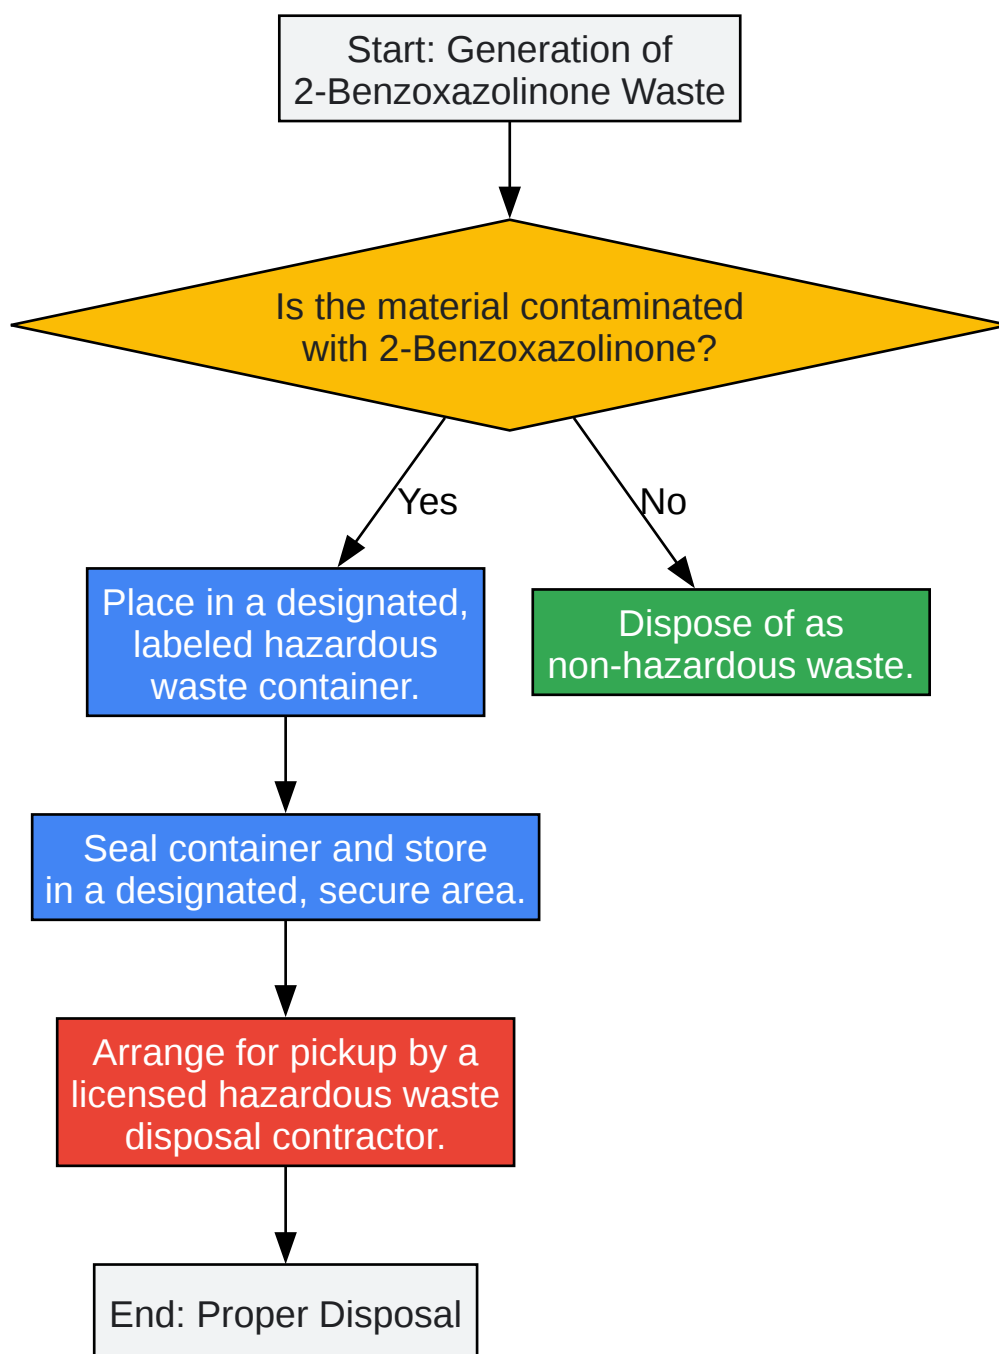 Start: Generation of
2-Benzoxazolinone Waste
Is the material contaminated
with 2-Benzoxazolinone?
Yes
No
Place in a designated,
labeled hazardous
waste container.
Dispose of as
non-hazardous waste.
Seal container and store
in a designated, secure area.
Arrange for pickup by a
licensed hazardous waste
disposal contractor.
End: Proper Disposal